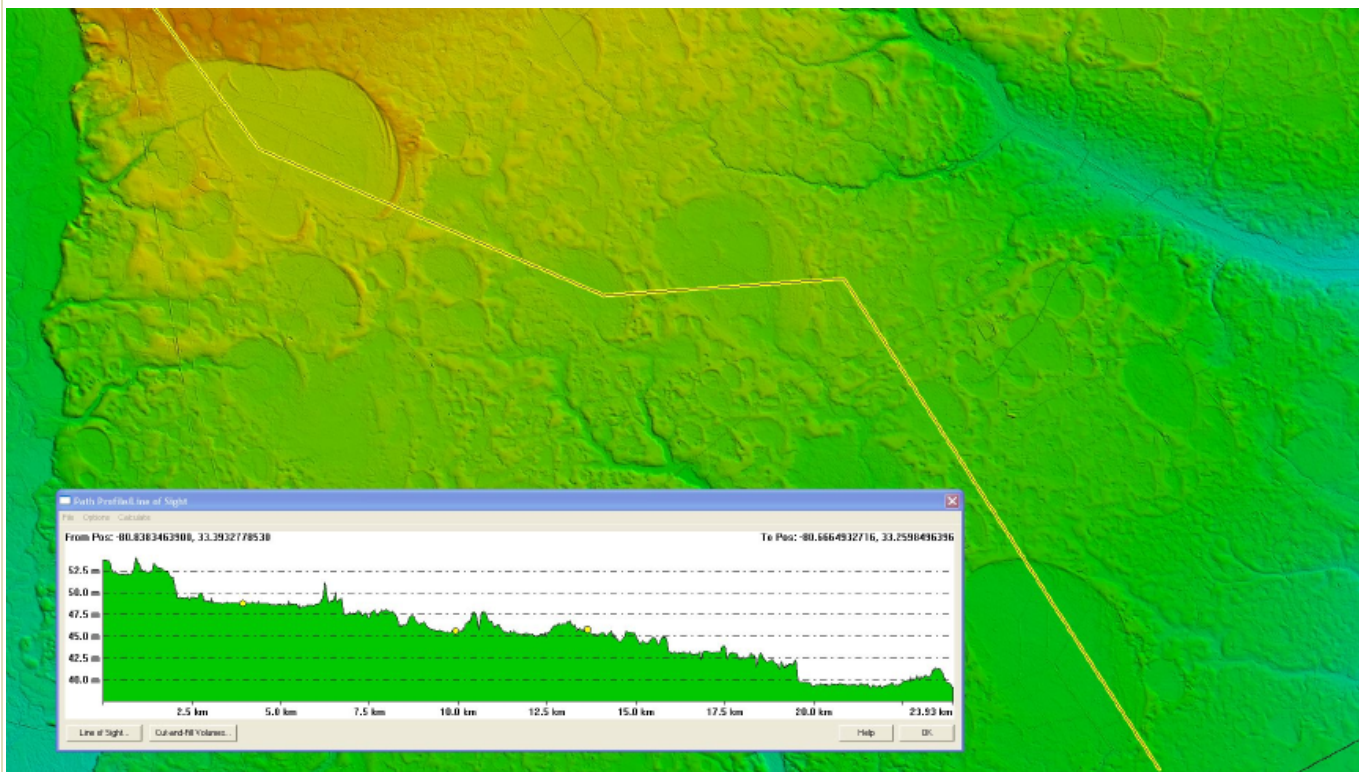 Path Profile/Line of Sight
File Options Calculate
From Pos: -80.8383463900, 33.3932778530 To Pos: -80.6664932716, 33.2598496396
52.5 m
50.0 m
47.5 m
45.0 m
42.5 m
40.0 m
2.5 km 5.0 km 7.5 km 10.0 km 12.5 km 15.0 km 17.5 km 20.0 km 23.93 km
Line of Sight... Cut-and-Fill Volumes... Help OK